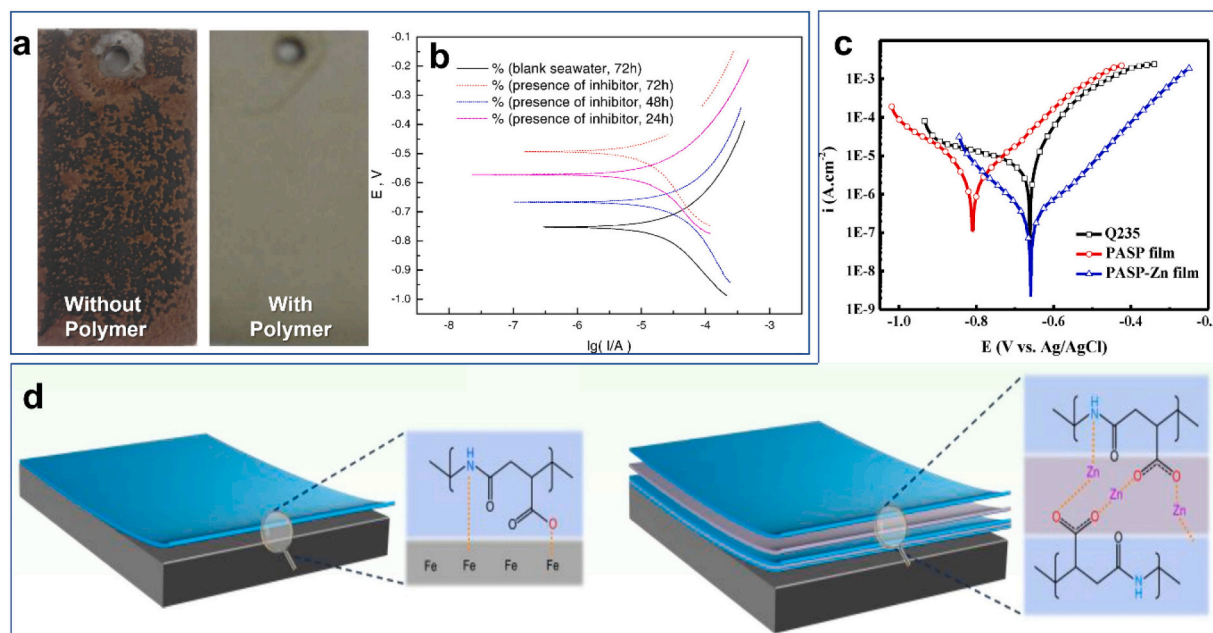 a
Without
Polymer
With
Polymer
b
-0.1
-0.2
-0.3
-0.4
-0.5
-0.6
-0.7
-0.8
-0.9
-1.0
E , V
% (blank seawater, 72h)
% (presence of inhibitor, 72h)
% (presence of inhibitor, 48h)
% (presence of inhibitor, 24h)
-8 -7 -6 -5 -4 -3
lg( I/A )
c
1E-3
1E-4
1E-5
1E-6
1E-7
1E-8
1E-9
i (A.cm-2)
Q235
PASP film
PASP-Zn film
-1.0 -0.8 -0.6 -0.4 -0.
E (V vs. Ag/AgCl)
d
H
N
O
O
Fe Fe Fe Fe
H
N
O
O O
Zn Zn Zn
O O
O
N
H